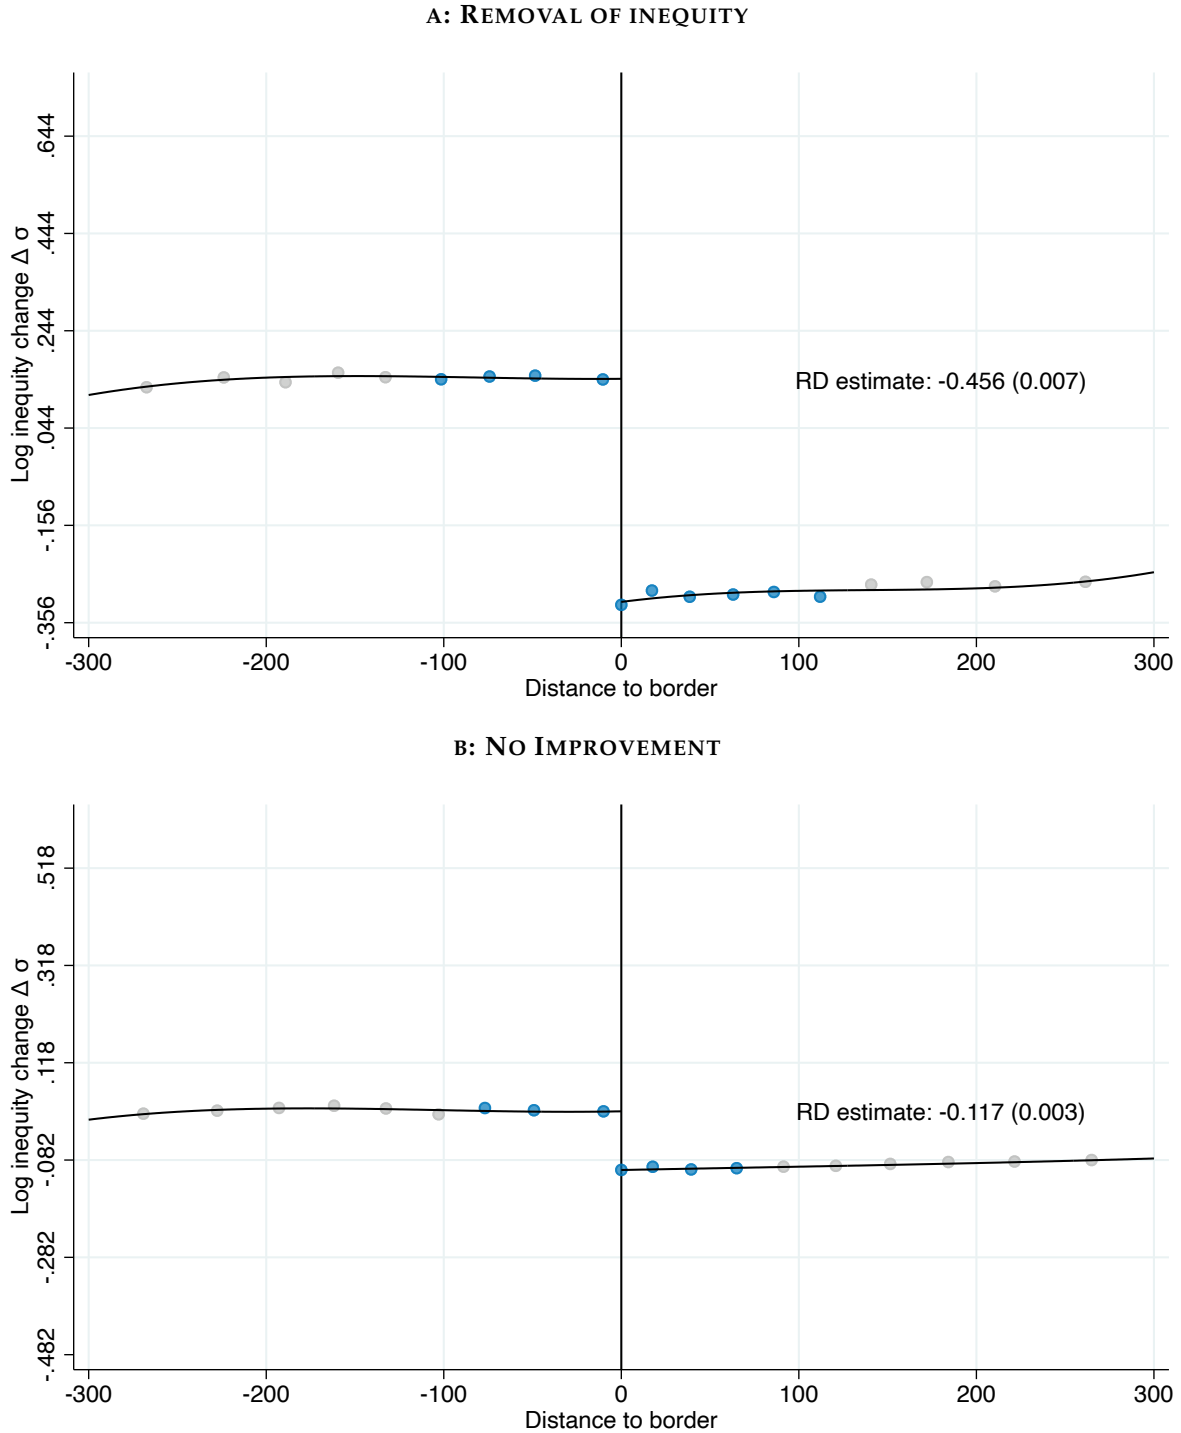 A: REMOVAL OF INEQUITY
Log inequity change Δ σ
.644
.444
.244
.044
-.156
-.356
RD estimate: -0.456 (0.007)
-300 -200 -100 0 100 200 300
Distance to border
B: NO IMPROVEMENT
Log inequity change Δ σ
.518
.318
.118
-.082
-.282
-.482
RD estimate: -0.117 (0.003)
-300 -200 -100 0 100 200 300
Distance to border